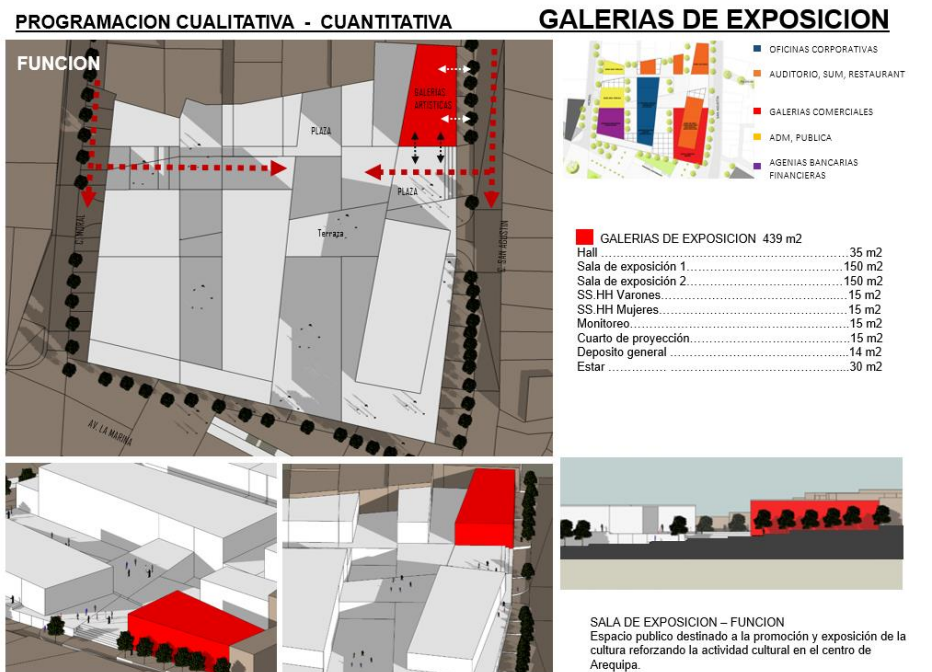 PROGRAMACION CUALITATIVA - CUANTITATIVA
GALERIAS DE EXPOSICION
FUNCION
GALERIAS
ARTISTICAS
PLAZA
PLAZA
Terraza
C. MORAL
C. SAN AGUSTIN
AV. LA MARINA
OFICINAS CORPORATIVAS
AUDITORIO, SUM, RESTAURANT
GALERIAS COMERCIALES
ADM, PUBLICA
AGENIAS BANCARIAS
FINANCIERAS
GALERIAS DE EXPOSICION 439 m2
Hall ..........................................................35 m2
Sala de exposición 1....................................150 m2
Sala de exposición 2....................................150 m2
SS.HH Varones..........................................15 m2
SS.HH Mujeres..........................................15 m2
Monitoreo..................................................15 m2
Cuarto de proyección...................................15 m2
Deposito general ........................................14 m2
Estar ............... ........................................30 m2
SALA DE EXPOSICION – FUNCION
Espacio publico destinado a la promoción y exposición de la
cultura reforzando la actividad cultural en el centro de
Arequipa.